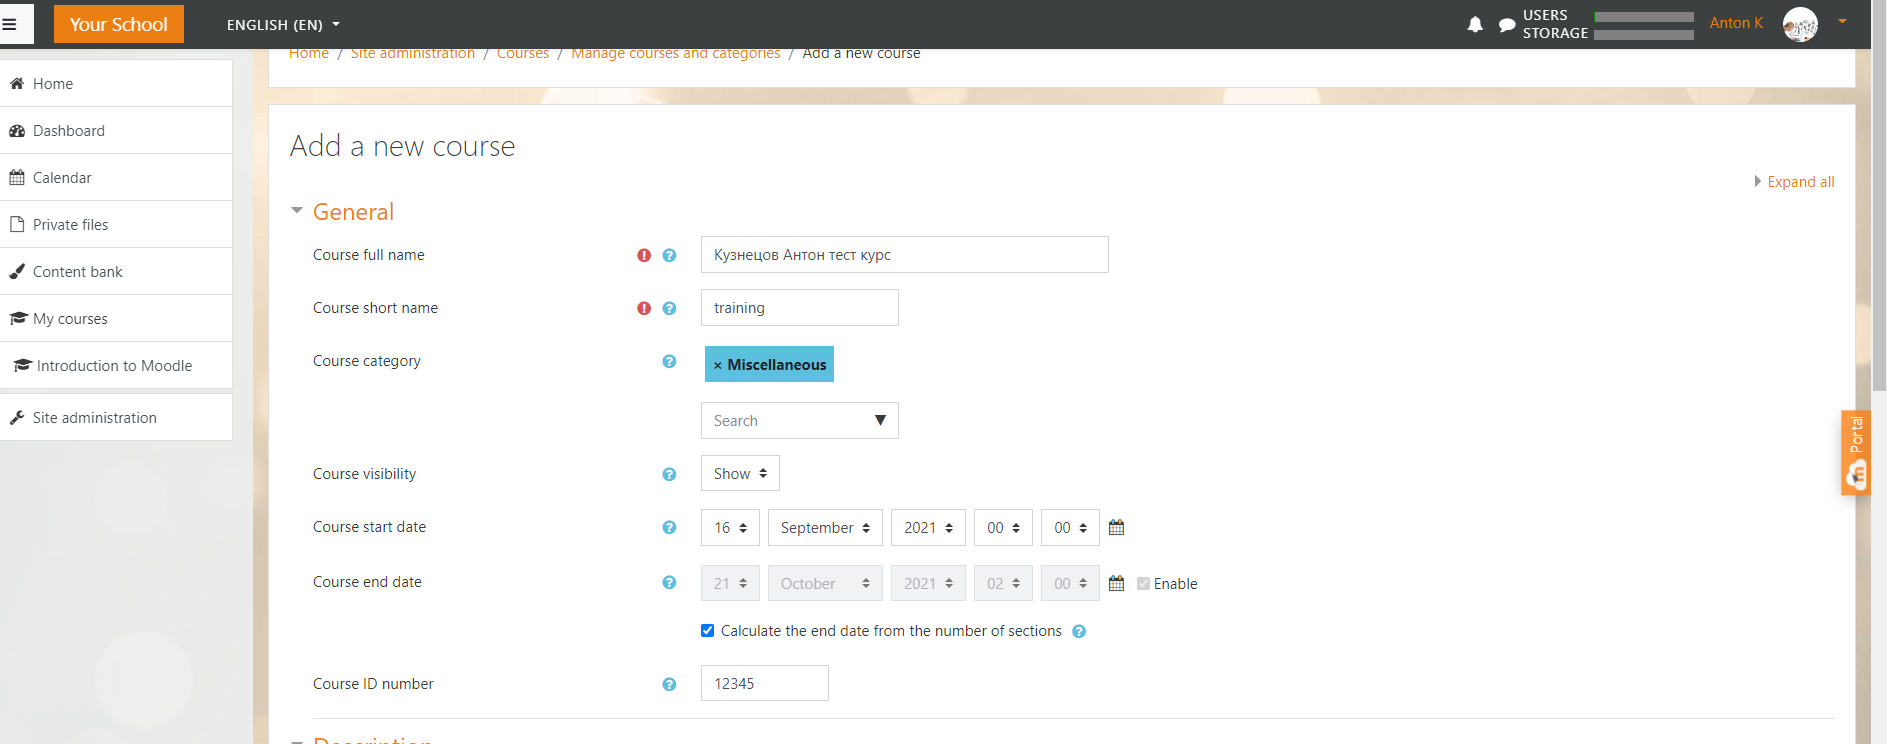 Your School
ENGLISH (EN)
USERS
STORAGE
Anton K
Home / Site administration / Courses / Manage courses and categories / Add a new course
Home
Dashboard
Calendar
Private files
Content bank
My courses
Introduction to Moodle
Site administration
Add a new course
Expand all
General
Course full name
Кузнецов Антон тест курс
Course short name
training
Course category
× Miscellaneous
Search
Course visibility
Show
Course start date
16 September 2021 00 00
Course end date
21 October 2021 02 00 Enable
Calculate the end date from the number of sections
Course ID number
12345
Description
Portal